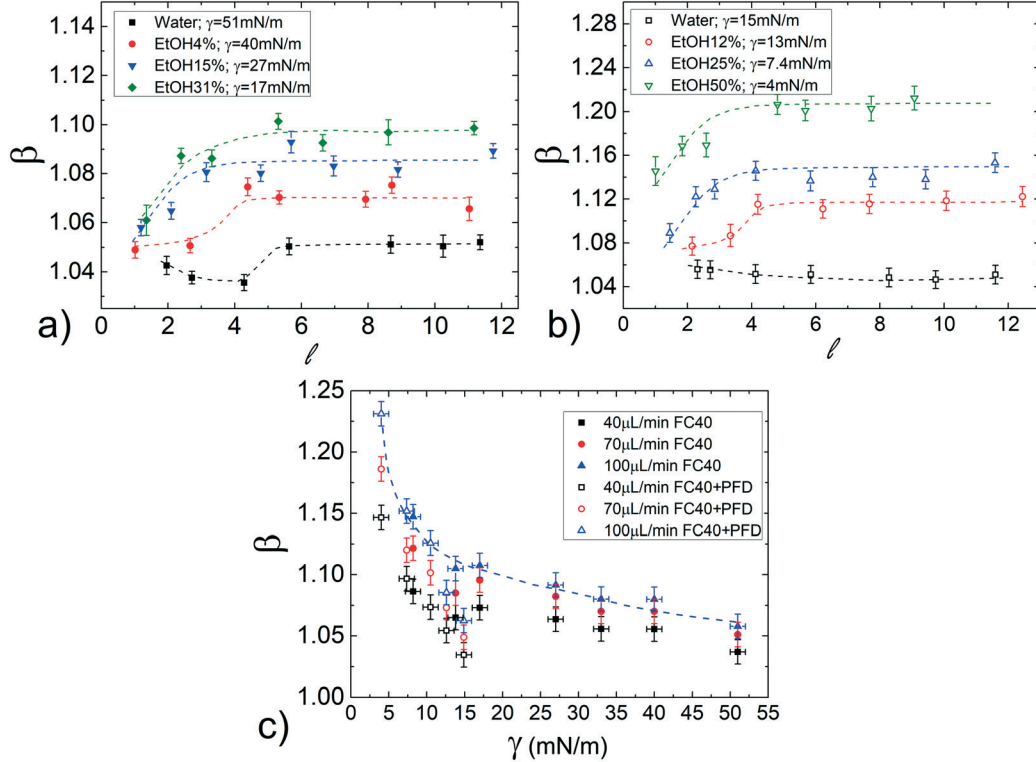 Water; γ=51mN/m
EtOH4%; γ=40mN/m
EtOH15%; γ=27mN/m
EtOH31%; γ=17mN/m
1.14
1.12
1.10
1.08
1.06
1.04
β
0 2 4 6 8 10 12
ℓ
a)
Water; γ=15mN/m
EtOH12%; γ=13mN/m
EtOH25%; γ=7.4mN/m
EtOH50%; γ=4mN/m
1.28
1.24
1.20
1.16
1.12
1.08
1.04
β
0 2 4 6 8 10 12
ℓ
b)
40μL/min FC40
70μL/min FC40
100μL/min FC40
40μL/min FC40+PFD
70μL/min FC40+PFD
100μL/min FC40+PFD
1.25
1.20
1.15
1.10
1.05
1.00
β
0 5 10 15 20 25 30 35 40 45 50 55
γ (mN/m)
c)